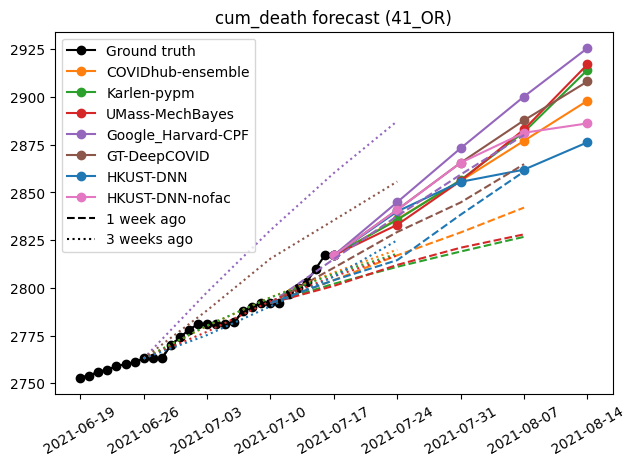 cum_death forecast (41_OR)
2925
2900
2875
2850
2825
2800
2775
2750
Ground truth
COVIDhub-ensemble
Karlen-pypm
UMass-MechBayes
Google_Harvard-CPF
GT-DeepCOVID
HKUST-DNN
HKUST-DNN-nofac
1 week ago
3 weeks ago
2021-06-19
2021-06-26
2021-07-03
2021-07-10
2021-07-17
2021-07-24
2021-07-31
2021-08-07
2021-08-14